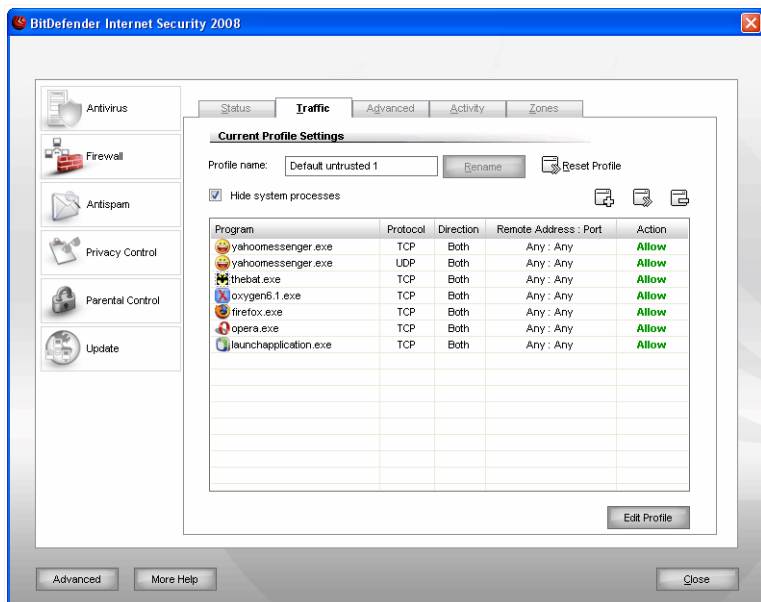 BitDefender Internet Security 2008
Antivirus
Firewall
Antispam
Privacy Control
Parental Control
Update
Status Traffic Advanced Activity Zones
Current Profile Settings
Profile name: Default untrusted 1 Rename Reset Profile
Hide system processes
Program Protocol Direction Remote Address : Port Action
yahoomessenger.exe TCP Both Any : Any Allow
yahoomessenger.exe UDP Both Any : Any Allow
thebat.exe TCP Both Any : Any Allow
oxygen6.1.exe TCP Both Any : Any Allow
firefox.exe TCP Both Any : Any Allow
opera.exe TCP Both Any : Any Allow
launchapplication.exe TCP Both Any : Any Allow
Edit Profile
Advanced More Help Close